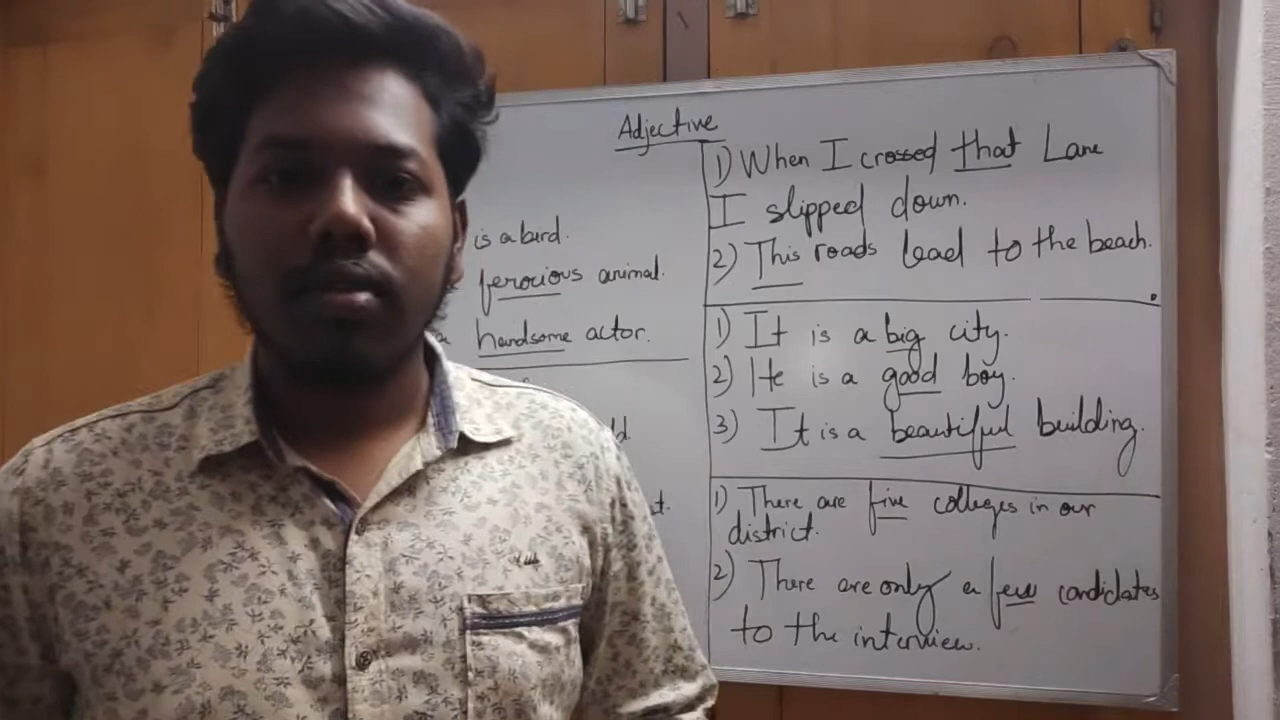 Adjective
is a bird.
ferocious animal.
a handsome actor.
1) When I crossed that Lane
I slipped down.
2) This roads lead to the beach.
1) It is a big city.
2) He is a good boy.
3) It is a beautiful building.
1) There are five colleges in our
district.
2) There are only a few candidates
to the interview.